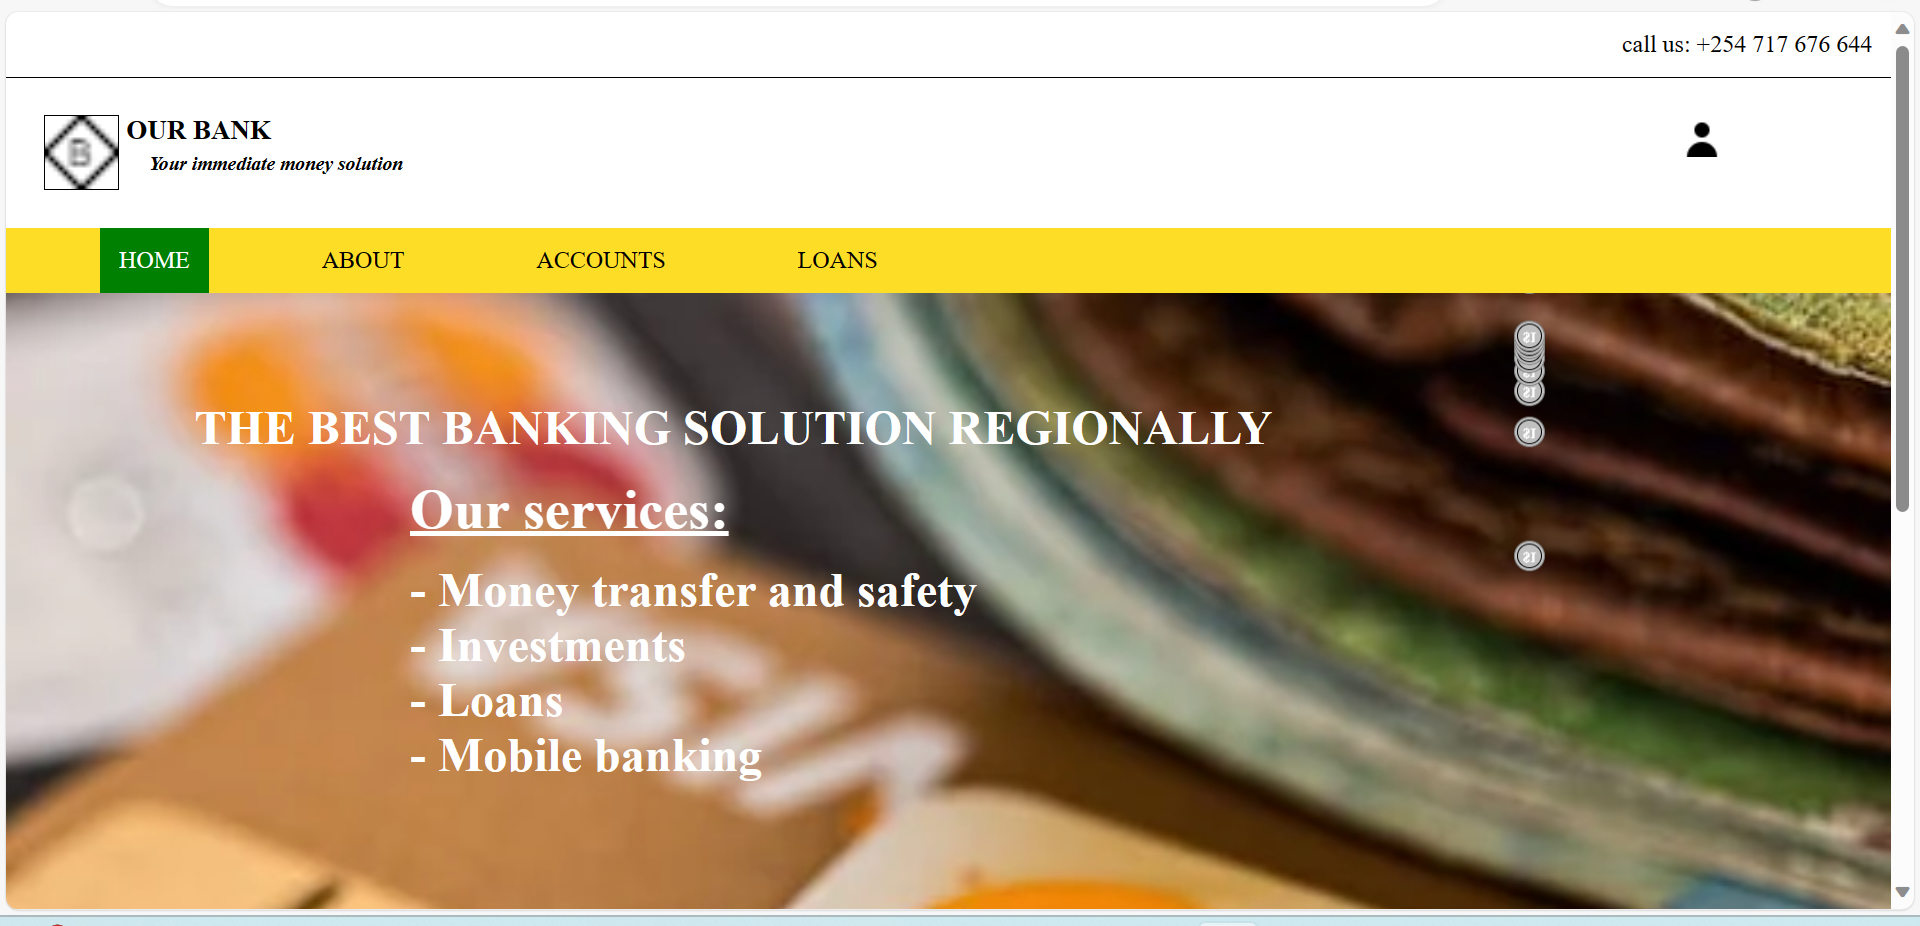 call us: +254 717 676 644
B
OUR BANK
Your immediate money solution
HOME ABOUT ACCOUNTS LOANS
THE BEST BANKING SOLUTION REGIONALLY
Our services:
- Money transfer and safety
- Investments
- Loans
- Mobile banking